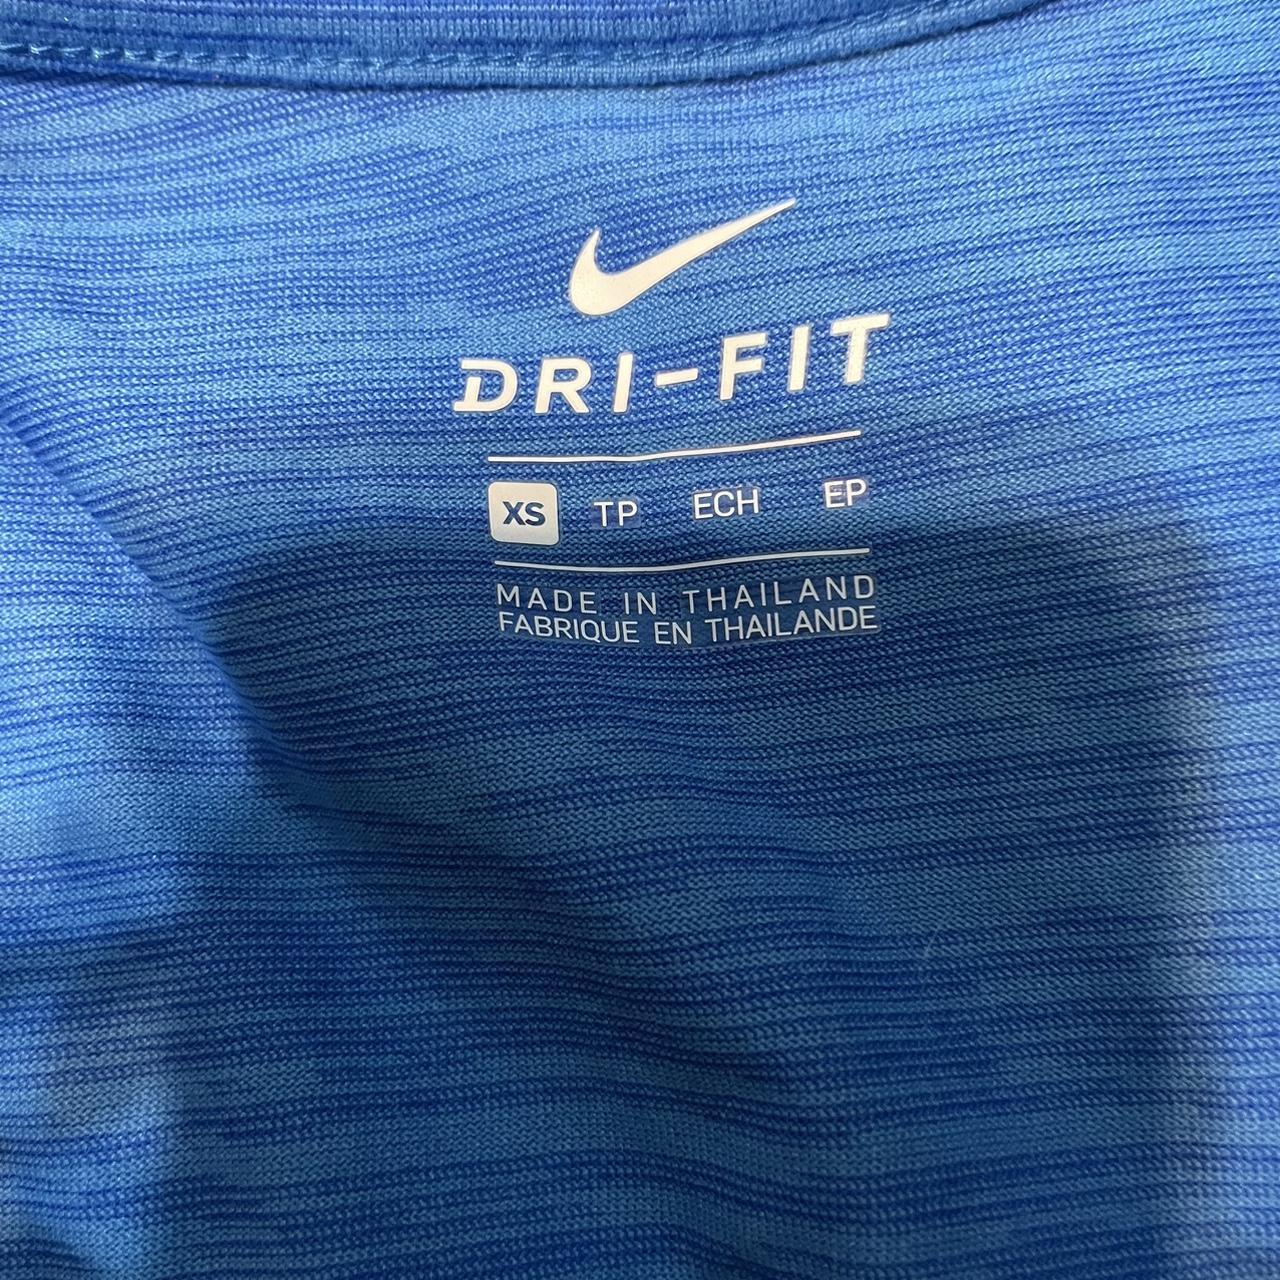 DRI-FIT
XS TP ECH EP
MADE IN THAILAND
FABRIQUE EN THAILANDE